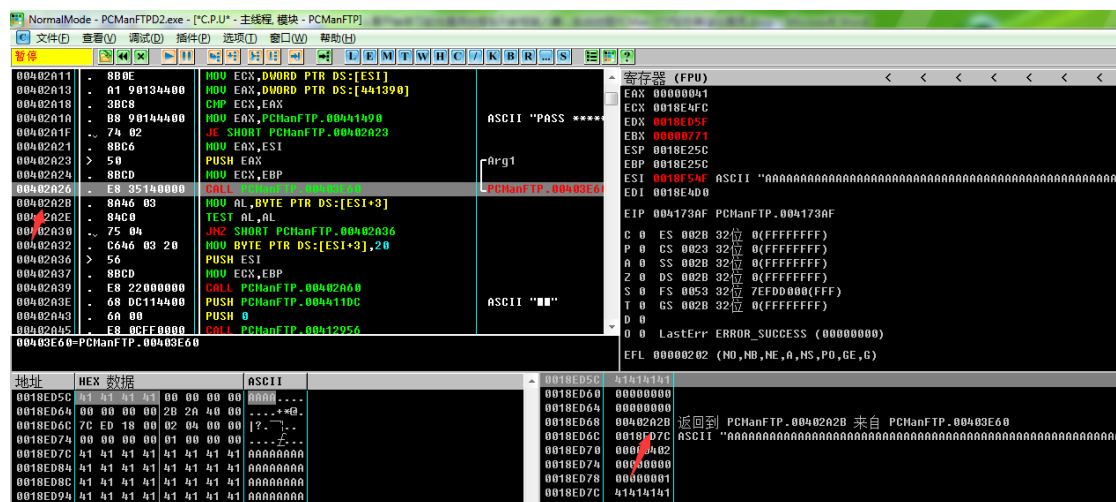 NormalMode - PCManFTPD2.exe - [*C.P.U* - 主线程, 模块 - PCManFTP]
文件(F) 查看(V) 调试(D) 插件(P) 选项(T) 窗口(W) 帮助(H)
暂停 L E M T W H C / K B R ... S ?
00402A11 . 8B0E MOV ECX,DWORD PTR DS:[ESI]
00402A13 . A1 90134400 MOV EAX,DWORD PTR DS:[441390]
00402A18 . 3BC8 CMP ECX,EAX
00402A1A . B8 90144400 MOV EAX,PCManFTP.00441490 ASCII "PASS *****
00402A1F . 74 02 JE SHORT PCManFTP.00402A23
00402A21 . 8BC6 MOV EAX,ESI
00402A23 > 50 PUSH EAX Arg1
00402A24 . 8BCD MOV ECX,EBP
00402A26 . E8 35140000 CALL PCManFTP.00403E60 PCManFTP.00403E60
00402A2B . 8A46 03 MOV AL,BYTE PTR DS:[ESI+3]
00402A2E . 84C0 TEST AL,AL
00402A30 . 75 04 JNZ SHORT PCManFTP.00402A36
00402A32 . C646 03 20 MOV BYTE PTR DS:[ESI+3],20
00402A36 > 56 PUSH ESI
00402A37 . 8BCD MOV ECX,EBP
00402A39 . E8 22000000 CALL PCManFTP.00402A60
00402A3E . 68 DC114400 PUSH PCManFTP.004411DC ASCII "■■"
00402A43 . 6A 00 PUSH 0
00402A45 . E8 0CFF0000 CALL PCManFTP.00412956
00403E60=PCManFTP.00403E60
寄存器 (FPU) < < < < < < <
EAX 00000041
ECX 0018E4FC
EDX 0018ED5F
EBX 00000771
ESP 0018E25C
EBP 0018E25C
ESI 0018F54F ASCII "AAAAAAAAAAAAAAAAAAAAAAAAAAAAAAAAAAAAAAAAAAAAAAA
EDI 0018E4D0
EIP 004173AF PCManFTP.004173AF
C 0 ES 002B 32位 0(FFFFFFFF)
P 0 CS 0023 32位 0(FFFFFFFF)
A 0 SS 002B 32位 0(FFFFFFFF)
Z 0 DS 002B 32位 0(FFFFFFFF)
S 0 FS 0053 32位 7EFDD000(FFF)
T 0 GS 002B 32位 0(FFFFFFFF)
D 0
O 0 LastErr ERROR_SUCCESS (00000000)
EFL 00000202 (NO,NB,NE,A,NS,PO,GE,G)
地址 HEX 数据 ASCII
0018ED5C 41 41 41 41 00 00 00 00 AAAA....
0018ED64 00 00 00 00 2B 2A 40 00 ....+*@.
0018ED6C 7C ED 18 00 02 04 00 00
0018ED74 00 00 00 00 01 00 00 00
0018ED7C 41 41 41 41 41 41 41 41 AAAAAAAA
0018ED84 41 41 41 41 41 41 41 41 AAAAAAAA
0018ED8C 41 41 41 41 41 41 41 41 AAAAAAAA
0018ED94 41 41 41 41 41 41 41 41 AAAAAAAA
0018ED5C 41414141
0018ED60 00000000
0018ED64 00000000
0018ED68 00402A2B 返回到 PCManFTP.00402A2B 来自 PCManFTP.00403E60
0018ED6C 0018ED7C ASCII "AAAAAAAAAAAAAAAAAAAAAAAAAAAAAAAAAAAAAAAAAAAAAAAAAAAA
0018ED70 00000402
0018ED74 00000000
0018ED78 00000001
0018ED7C 41414141